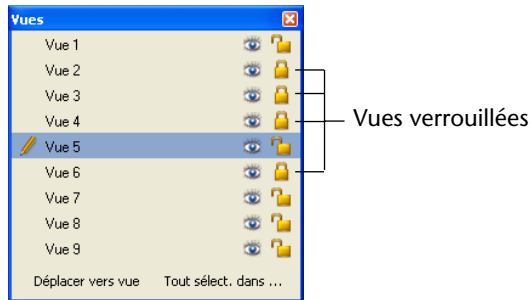 Vues
Vue 1
Vue 2
Vue 3
Vue 4
Vue 5
Vue 6
Vue 7
Vue 8
Vue 9
Déplacer vers vue Tout sélect. dans ...
Vues verrouillées